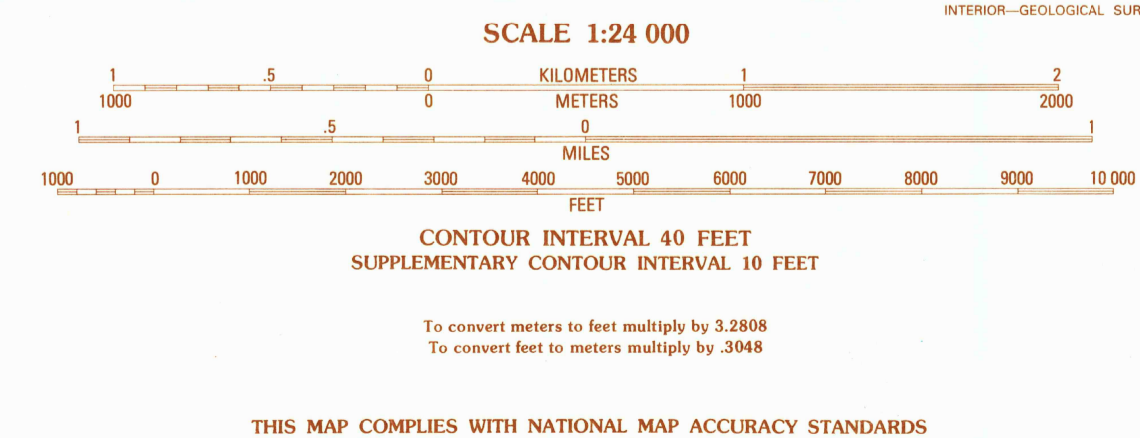 INTERIOR—GEOLOGICAL SUR
SCALE 1:24 000
1 .5 0 KILOMETERS 1 2
1000 0 METERS 1000 2000
1 .5 0 1
MILES
1000 0 1000 2000 3000 4000 5000 6000 7000 8000 9000 10 000
FEET
CONTOUR INTERVAL 40 FEET
SUPPLEMENTARY CONTOUR INTERVAL 10 FEET
To convert meters to feet multiply by 3.2808
To convert feet to meters multiply by .3048
THIS MAP COMPLIES WITH NATIONAL MAP ACCURACY STANDARDS